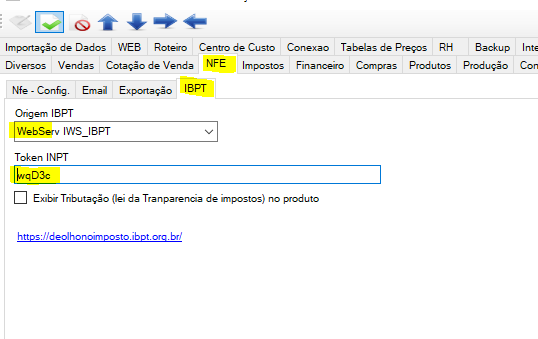 Importação de Dados WEB Roteiro Centro de Custo Conexao Tabelas de Preços RH Backup Inte
Diversos Vendas Cotação de Venda NFE Impostos Financeiro Compras Produtos Produção Con
Nfe - Config. Email Exportação IBPT
Origem IBPT
WebServ IWS_IBPT
Token INPT
wqD3c
Exibir Tributação (lei da Tranparencia de impostos) no produto
https://deolhonoimposto.ibpt.org.br/